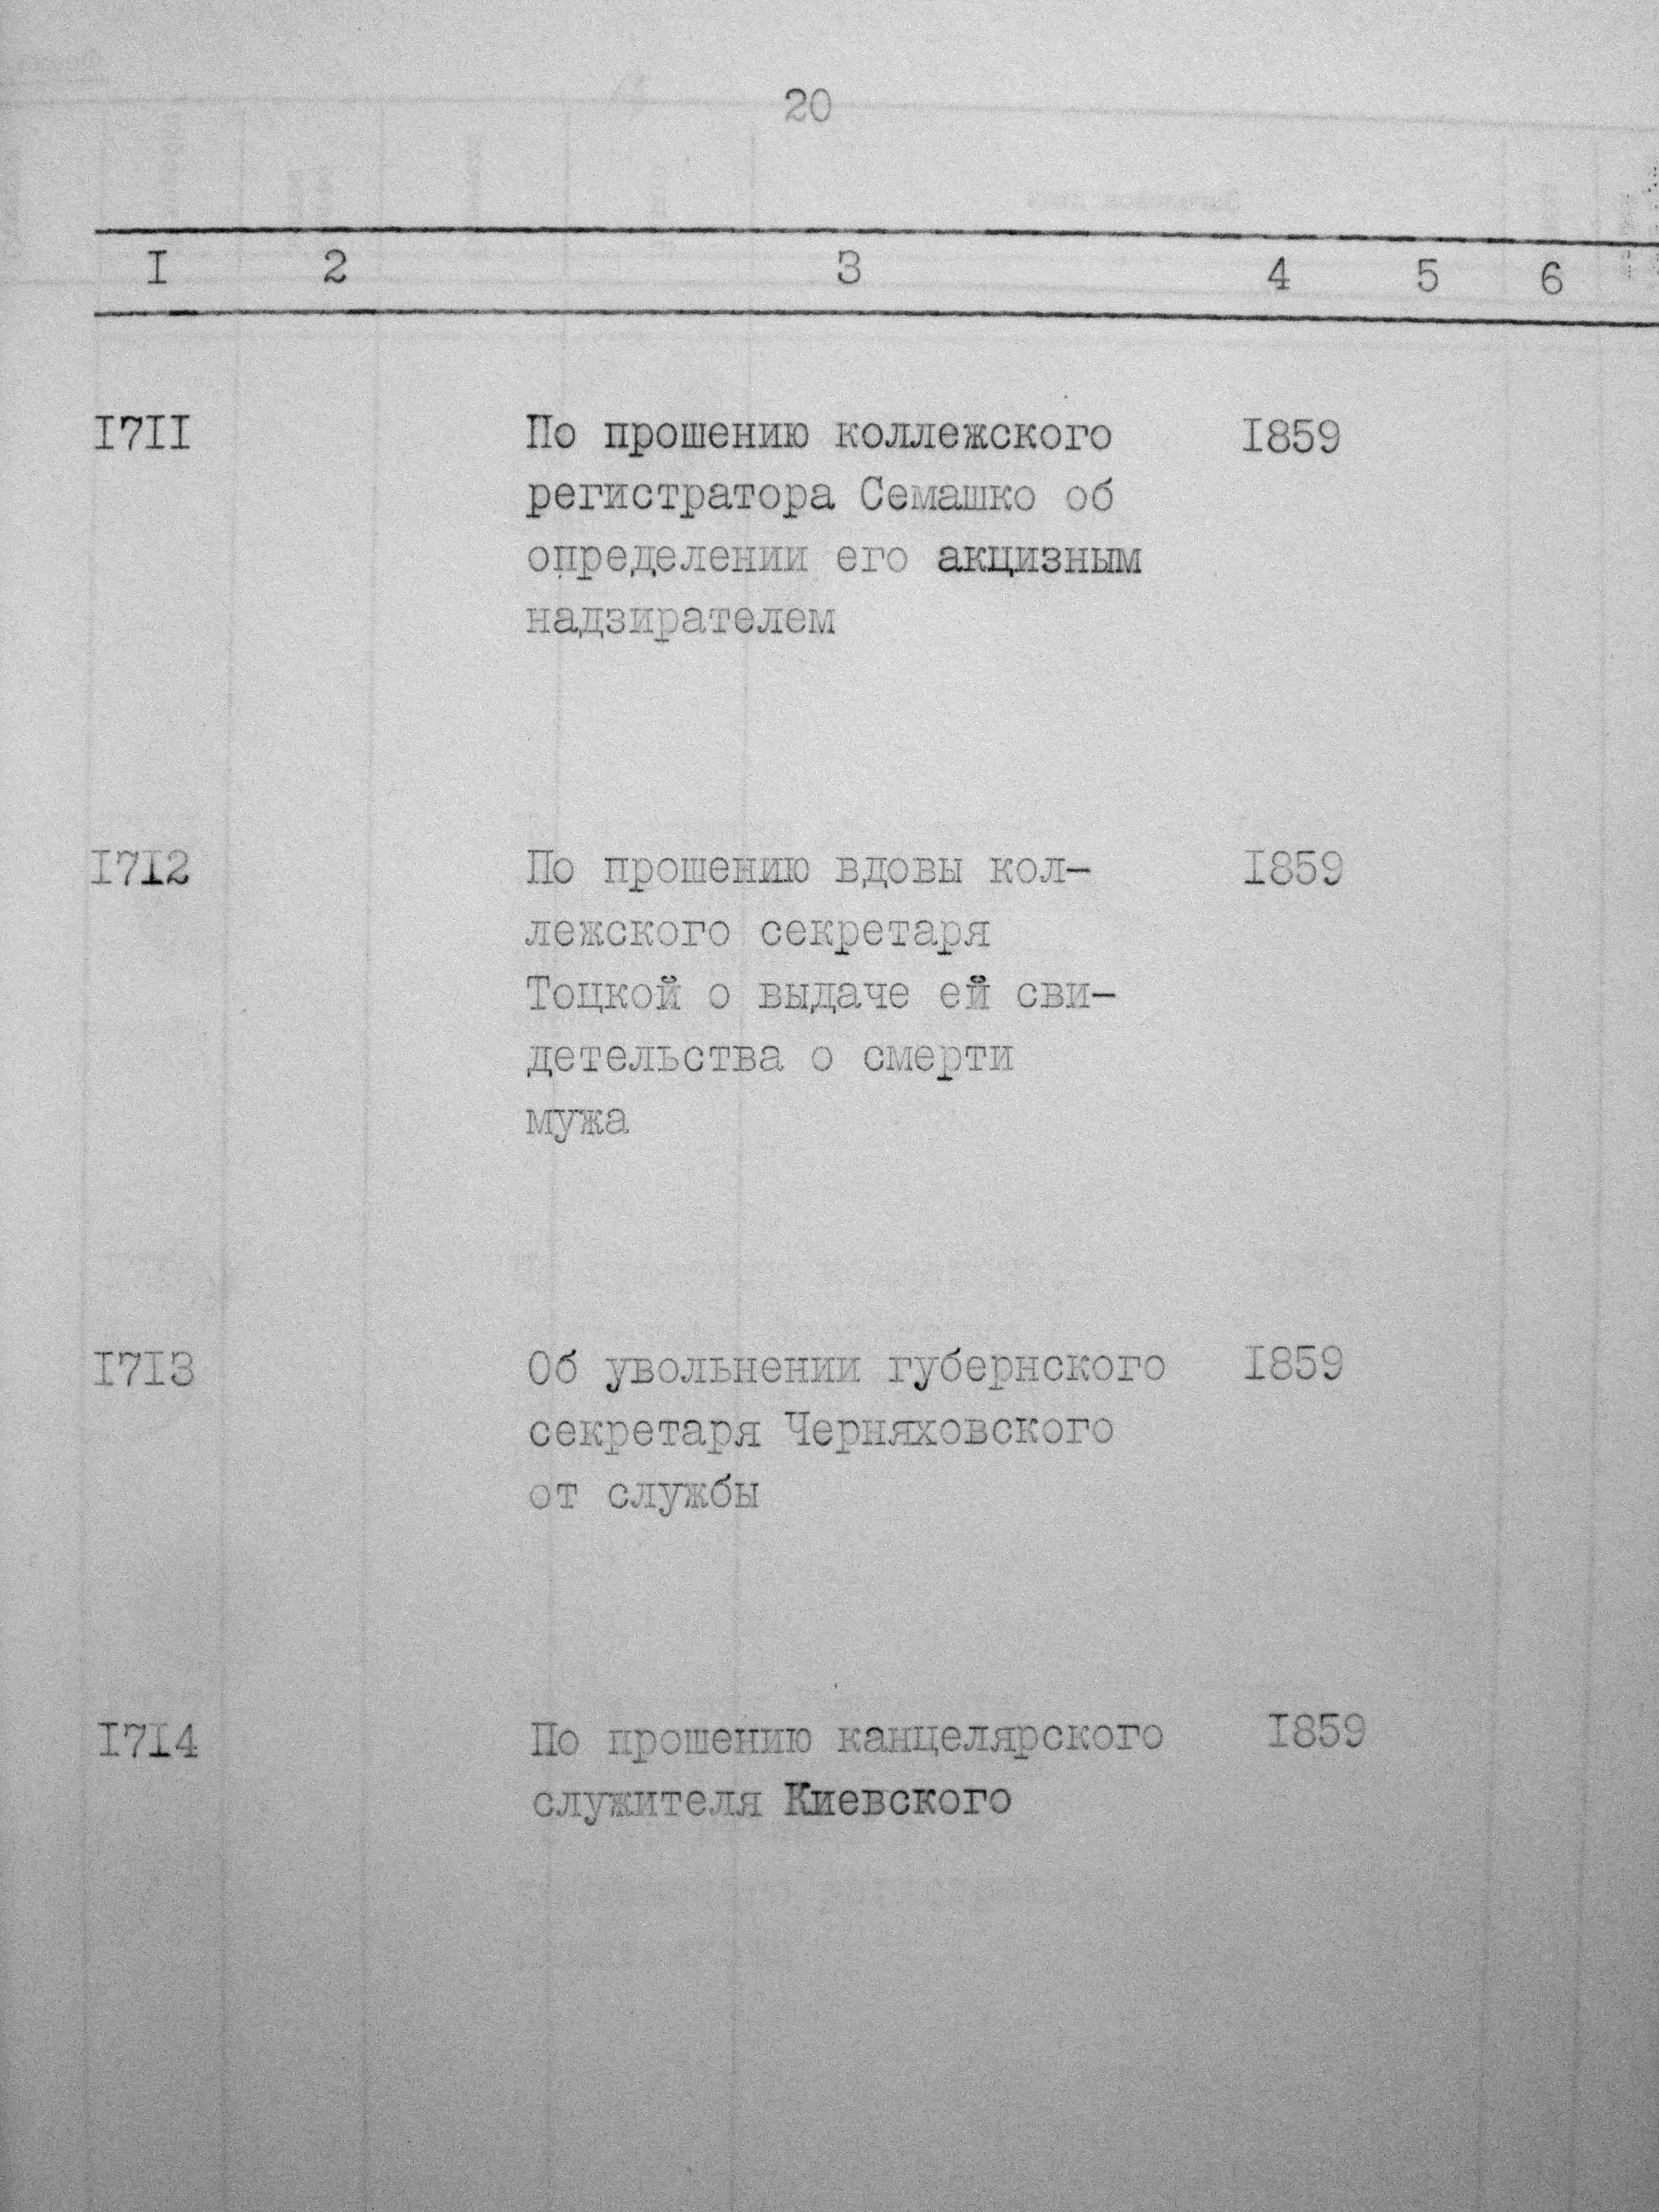 20
I 2 3 4 5 6
I7II По прошению коллежского I859
регистратора Семашко об
определении его акцизным
надзирателем
I7I2 По прошению вдовы кол-
лежского секретаря I859
Тоцкой о выдаче ей сви-
детельства о смерти
мужа
I7I3 Об увольнении губернского I859
секретаря Черняховского
от службы
I7I4 По прошению канцелярского I859
служителя Киевского